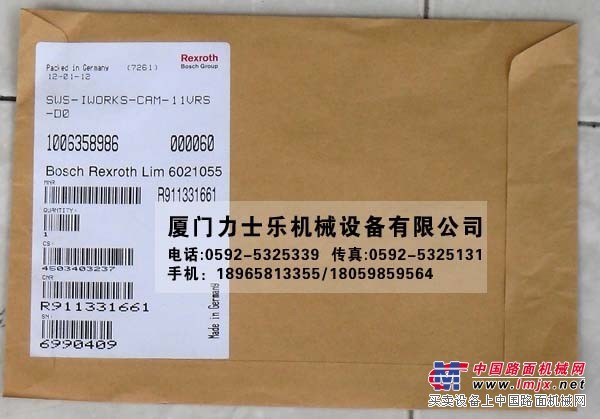 Packed in Germany (7261)
12-01-12
Rexroth
Bosch Group
SWS-IWORKS-CAM-11VRS
-D0
1006358986 000060
Bosch Rexroth Lim 6021055
MNR
R911331661
QUANTITY
1
CS
4503403237
CNR
R911331661
SN
6990409
Made in Germany
厦门力士乐机械设备有限公司
电话:0592-5325339 传真:0592-5325131
手机: 18965813355/18059859564
中国路面机械网
www.lmjx.net
买卖设备上中国路面机械网